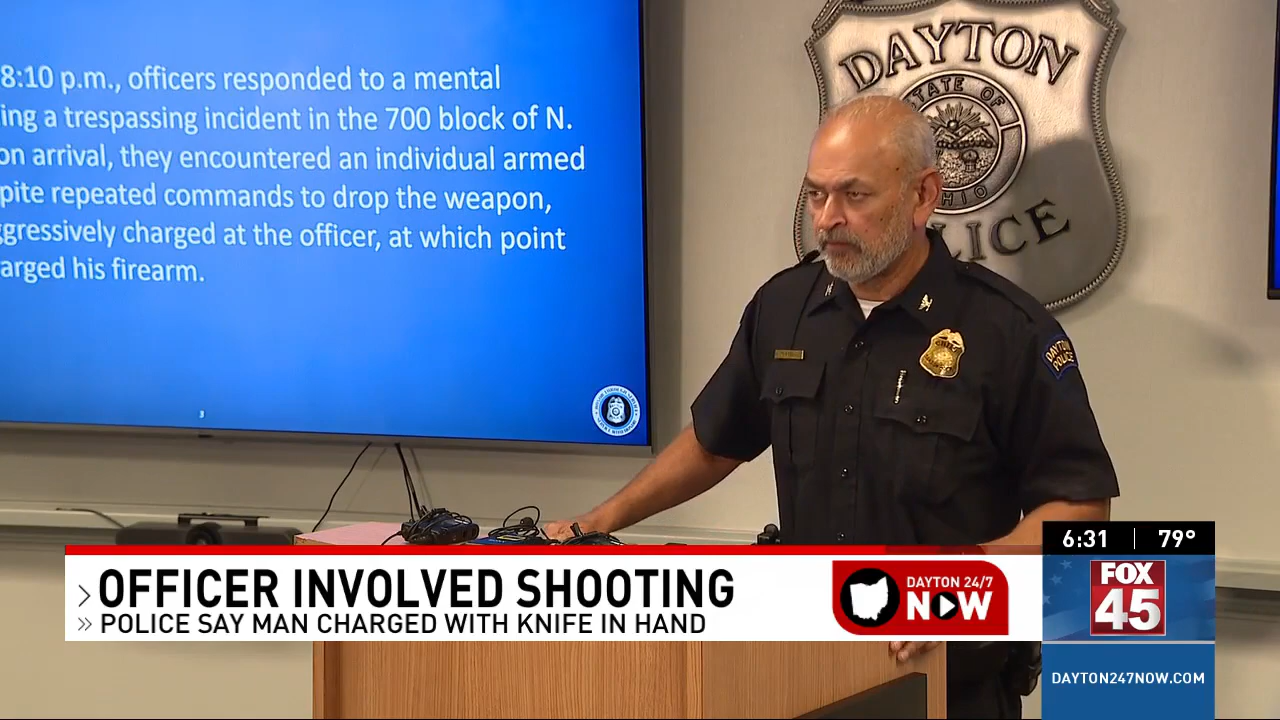 8:10 p.m., officers responded to a mental
ing a trespassing incident in the 700 block of N.
on arrival, they encountered an individual armed
pite repeated commands to drop the weapon,
ggressively charged at the officer, at which point
arged his firearm.
3
DAYTON
STATE OF
OHIO
LICE
DAYTON
POLICE
OFFICER INVOLVED SHOOTING
POLICE SAY MAN CHARGED WITH KNIFE IN HAND
DAYTON 24/7
NOW
6:31 79°
FOX
45
DAYTON247NOW.COM